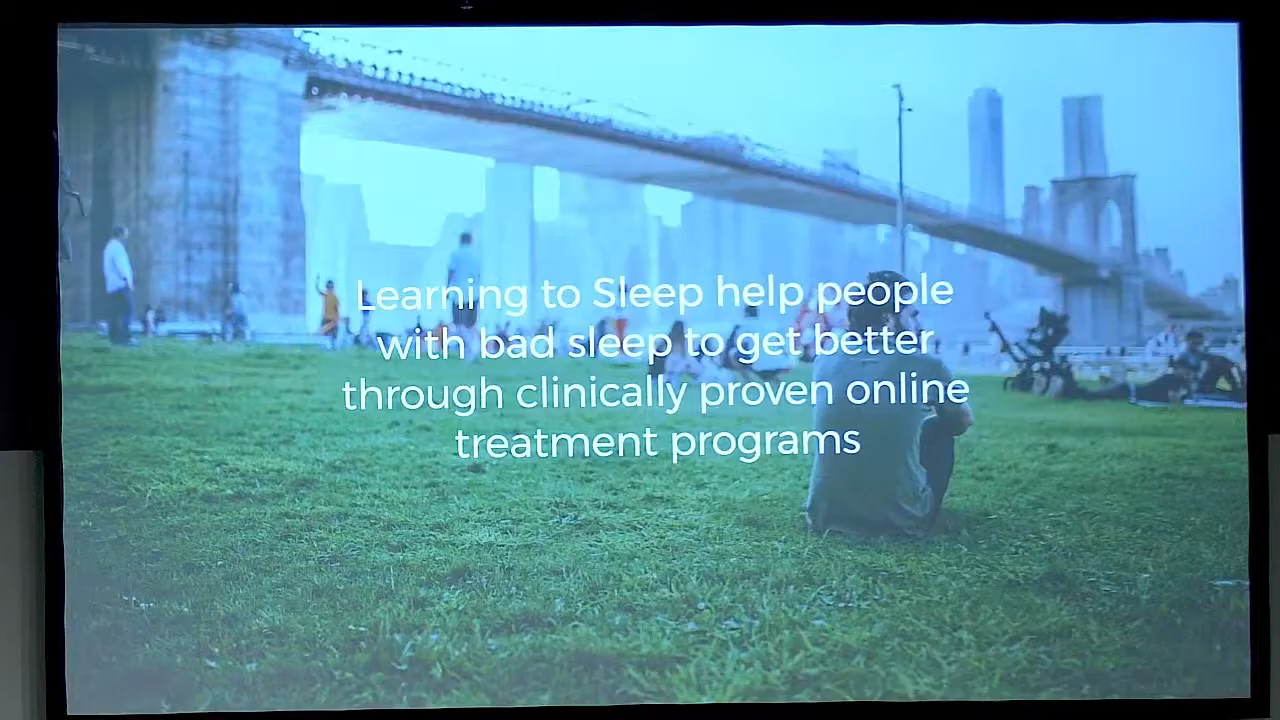 Learning to Sleep help people
with bad sleep to get better
through clinically proven online
treatment programs